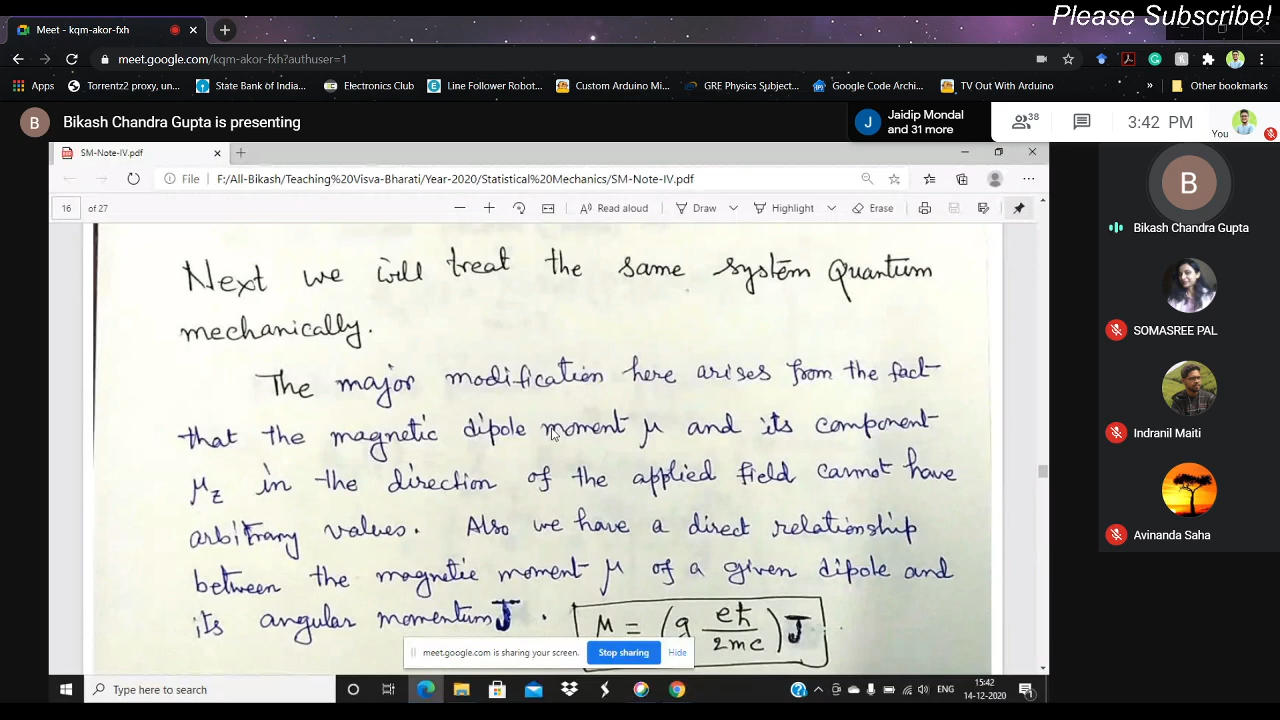 Please Subscribe!
Meet - kqm-akor-fxh
meet.google.com/kqm-akor-fxh?authuser=1
Apps Torrentz2 proxy, un... State Bank of India... Electronics Club Line Follower Robot... Custom Arduino Mi... GRE Physics Subject... Google Code Archi... TV Out With Arduino » Other bookmarks
B Bikash Chandra Gupta is presenting
J Jaidip Mondal
and 31 more
38
3:42 PM
You
SM-Note-IV.pdf
File F:/All-Bikash/Teaching%20Visva-Bharati/Year-2020/Statistical%20Mechanics/SM-Note-IV.pdf
16 of 27 Read aloud Draw Highlight Erase
Next we will treat the same system Quantum
mechanically.
The major modification here arises from the fact
that the magnetic dipole moment μ and its component
μz in the direction of the applied field cannot have
arbitrary values. Also we have a direct relationship
between the magnetic moment μ of a given dipole and
its angular momentum J. μ = (g eħ/2mc) J
meet.google.com is sharing your screen. Stop sharing Hide
B
Bikash Chandra Gupta
SOMASREE PAL
Indranil Maiti
Avinanda Saha
Type here to search
ENG
15:42
14-12-2020
1